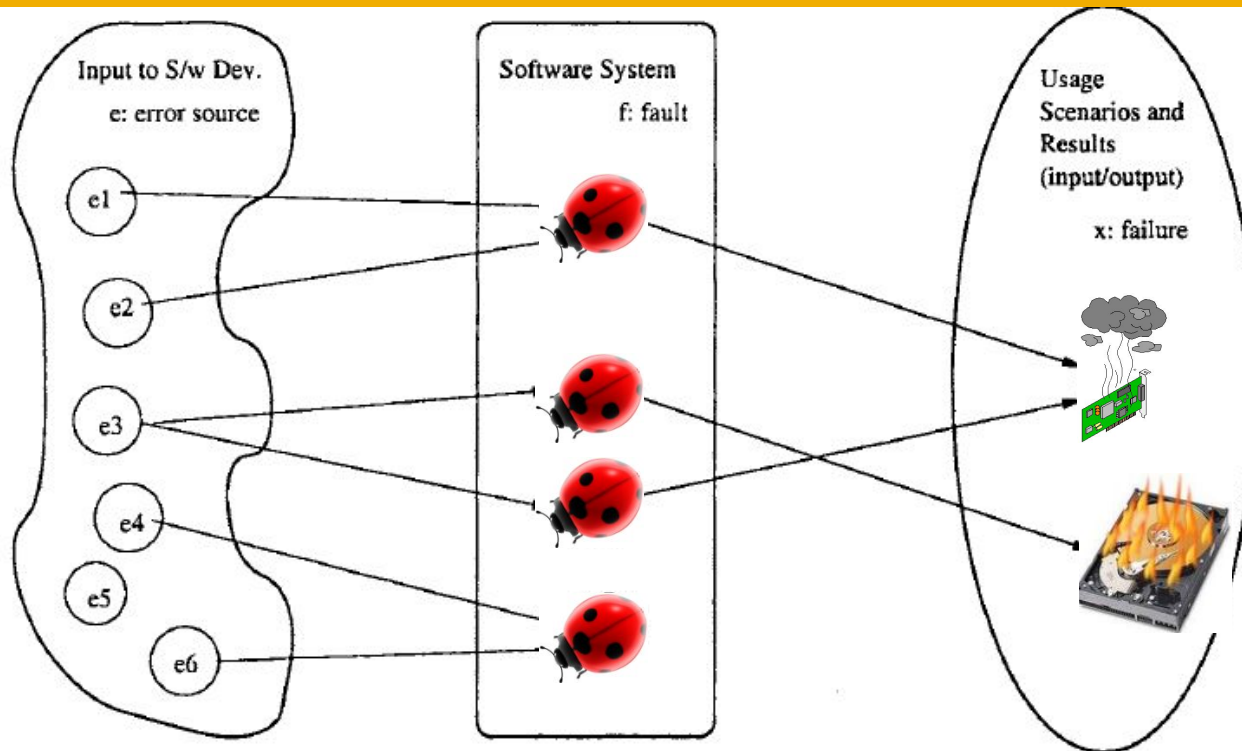 Input to S/w Dev.
e: error source
e1
e2
e3
e4
e5
e6
Software System
f: fault
Usage
Scenarios and
Results
(input/output)
x: failure